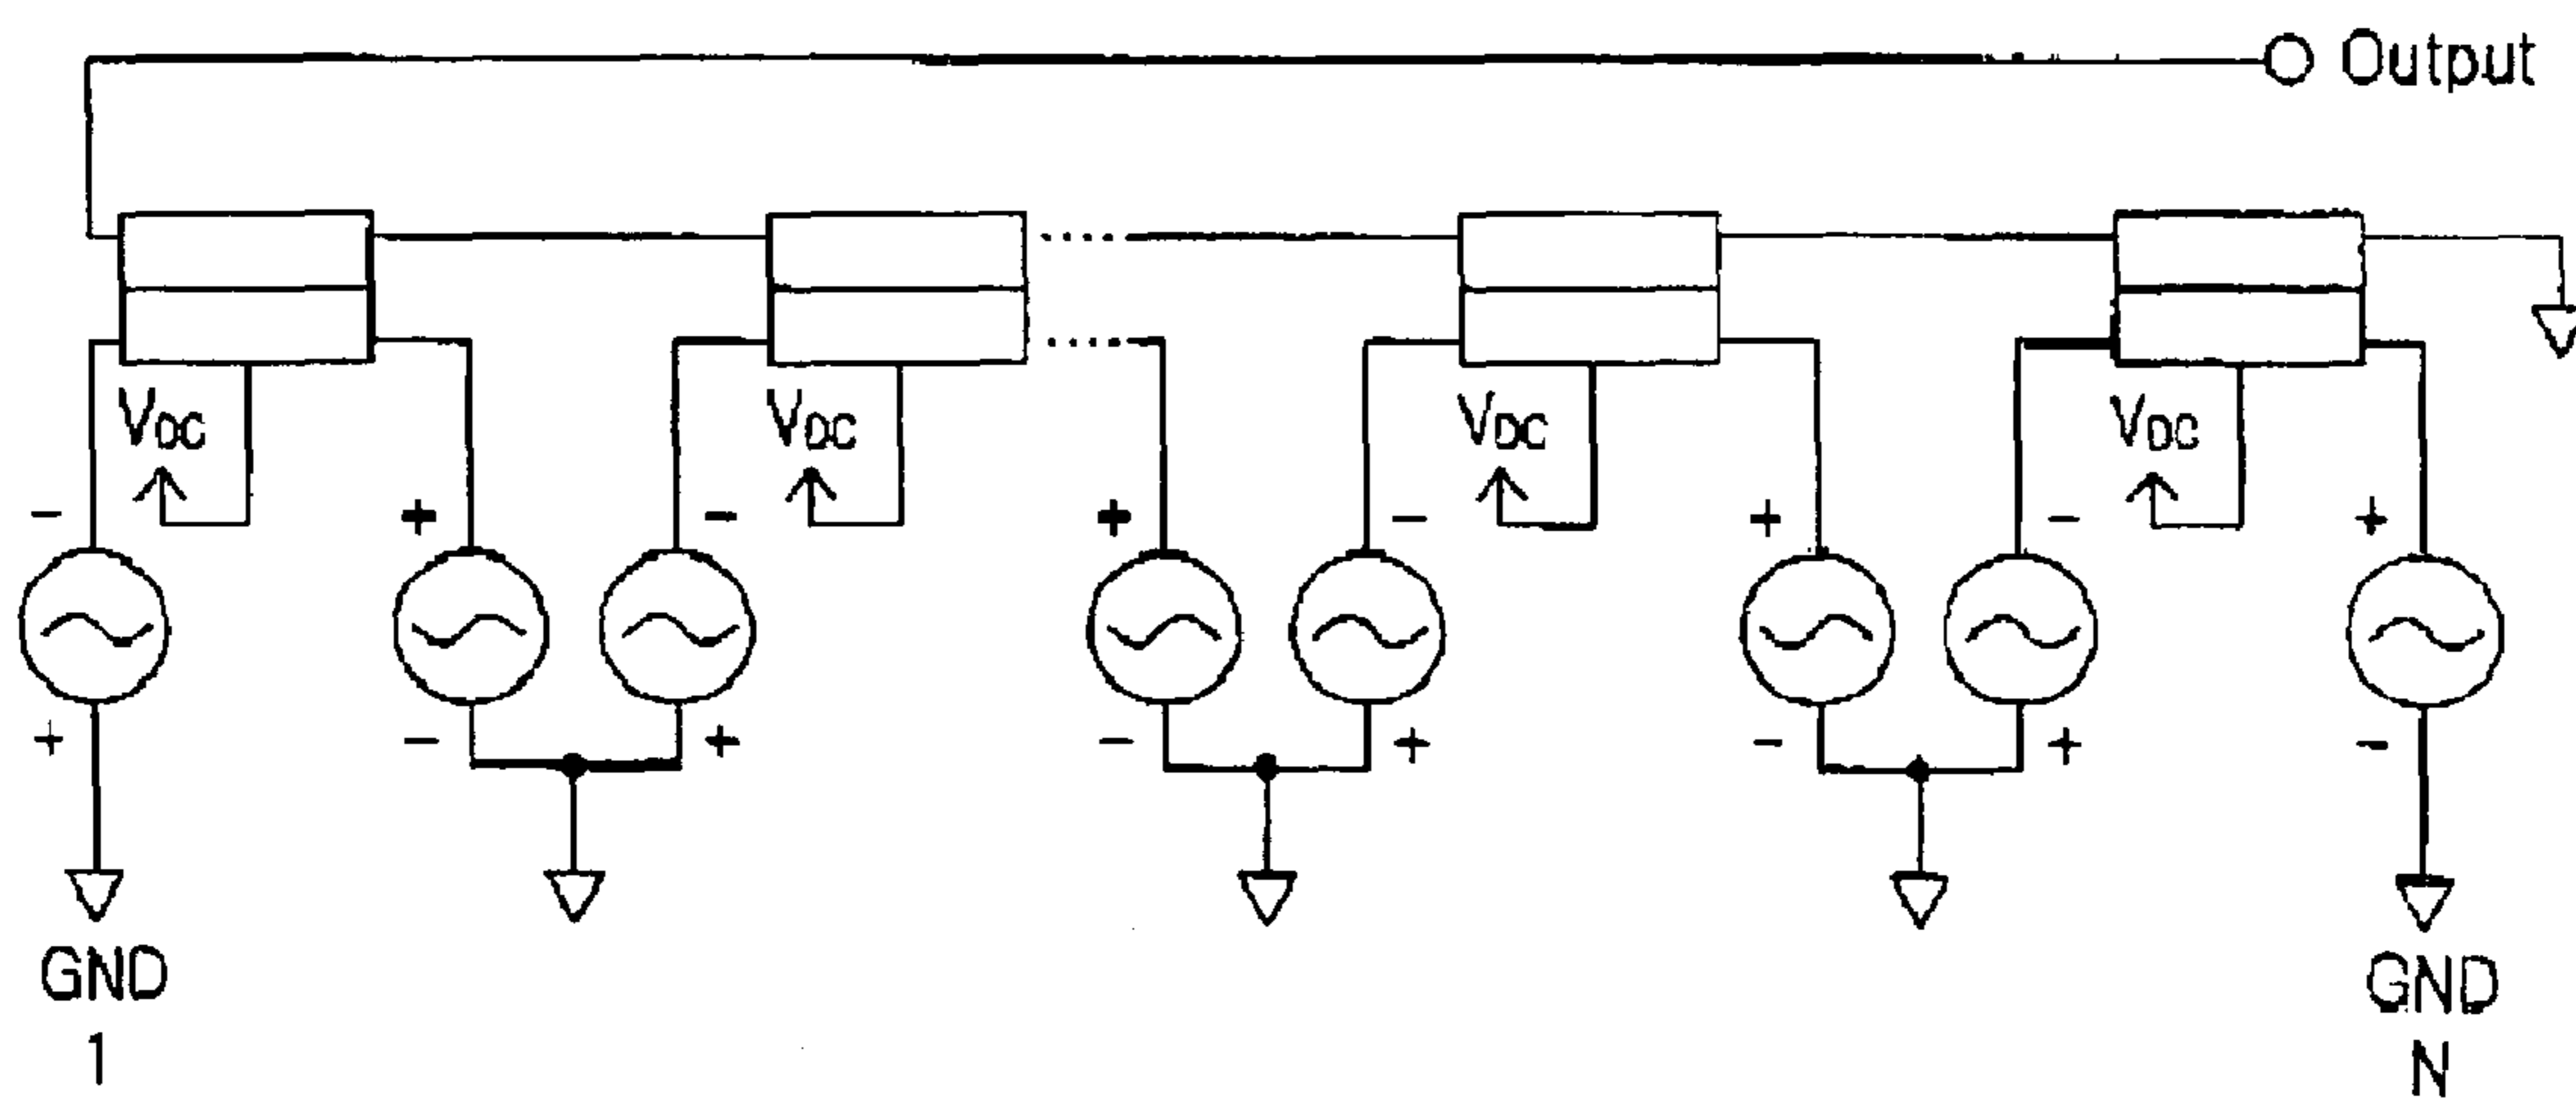 Output
VDC VDC VDC VDC
- + - + - + - +
+ - + - + - + -
GND GND
1 N